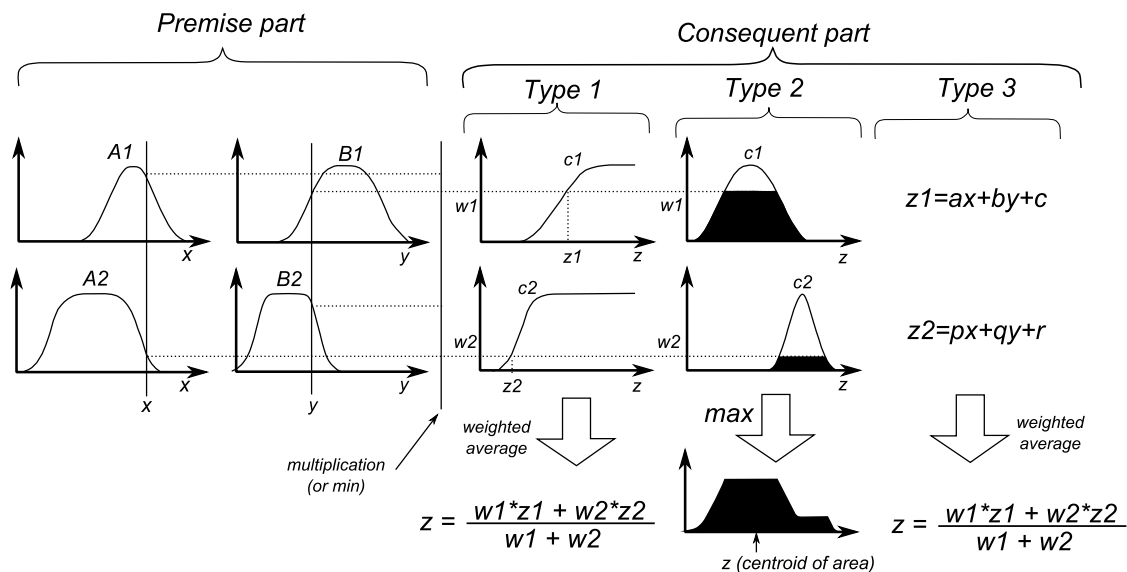 Premise part
Consequent part
Type 1
Type 2
Type 3
A1
B1
c1
c1
w1
w1
z1=ax+by+c
x
y
z1
z
z
A2
B2
c2
c2
w2
w2
z2=px+qy+r
x
y
z2
z
z
x
y
multiplication
(or min)
weighted
average
max
weighted
average
z = w1*z1 + w2*z2
w1 + w2
z (centroid of area)
z = w1*z1 + w2*z2
w1 + w2